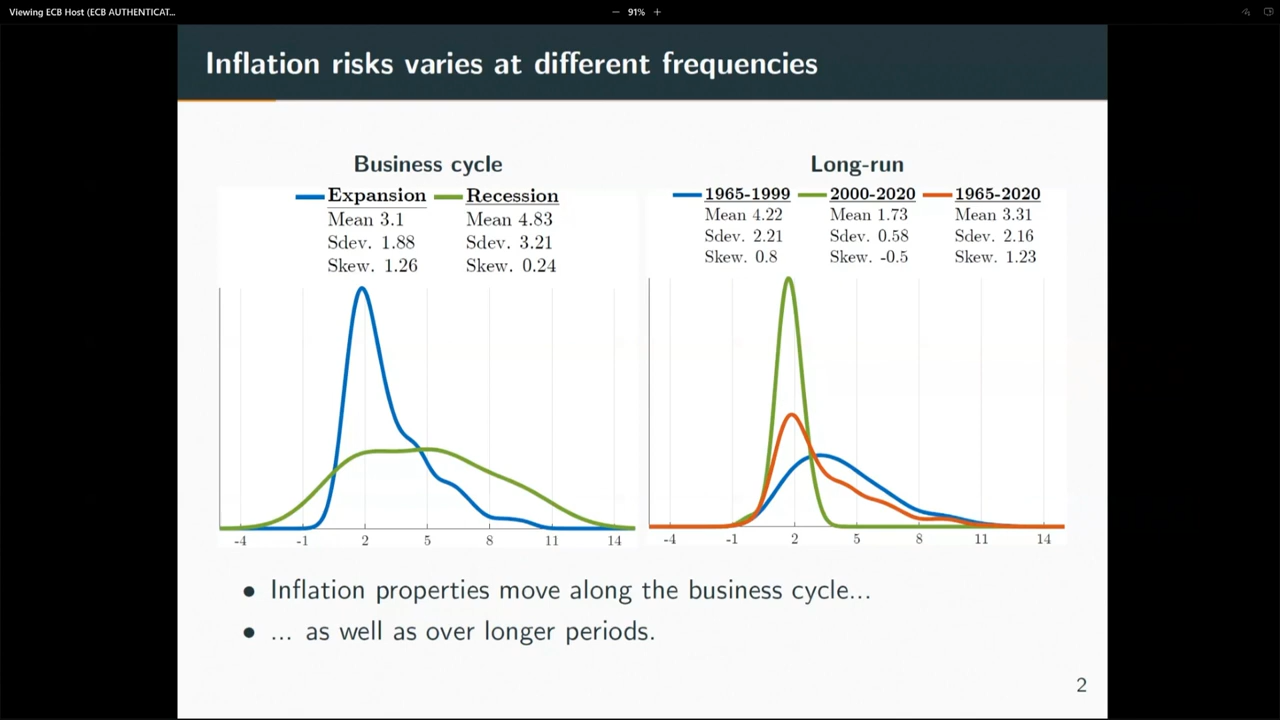 Viewing ECB Host (ECB AUTHENTICAT...
− 91% +
Inflation risks varies at different frequencies
Business cycle
Expansion Recession
Mean 3.1 Mean 4.83
Sdev. 1.88 Sdev. 3.21
Skew. 1.26 Skew. 0.24
-4 -1 2 5 8 11 14
Long-run
1965-1999 2000-2020 1965-2020
Mean 4.22 Mean 1.73 Mean 3.31
Sdev. 2.21 Sdev. 0.58 Sdev. 2.16
Skew. 0.8 Skew. -0.5 Skew. 1.23
-4 -1 2 5 8 11 14
• Inflation properties move along the business cycle...
• ... as well as over longer periods.
2